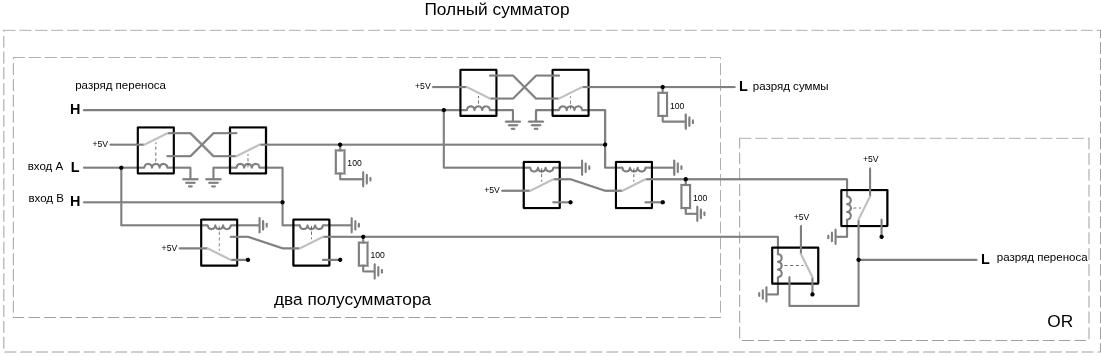 Полный сумматор
разряд переноса
H
+5V
L разряд суммы
100
+5V
100
вход A L
вход B H
+5V
100
+5V
100
два полусумматора
+5V
+5V
L разряд переноса
OR